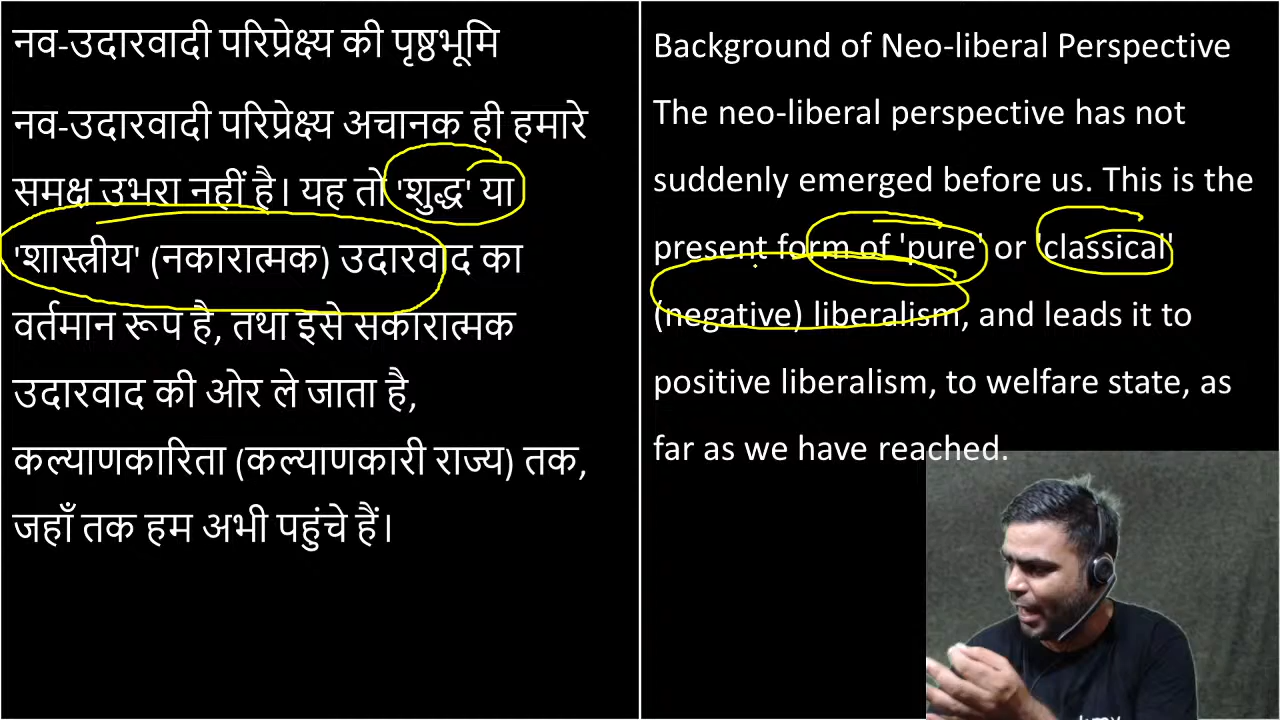 नव-उदारवादी परिप्रेक्ष्य की पृष्ठभूमि
नव-उदारवादी परिप्रेक्ष्य अचानक ही हमारे
समक्ष उभरा नहीं है। यह तो 'शुद्ध' या
'शास्त्रीय' (नकारात्मक) उदारवाद का
वर्तमान रूप है, तथा इसे सकारात्मक
उदारवाद की ओर ले जाता है,
कल्याणकारिता (कल्याणकारी राज्य) तक,
जहाँ तक हम अभी पहुंचे हैं।
Background of Neo-liberal Perspective
The neo-liberal perspective has not
suddenly emerged before us. This is the
present form of 'pure' or 'classical'
(negative) liberalism, and leads it to
positive liberalism, to welfare state, as
far as we have reached.